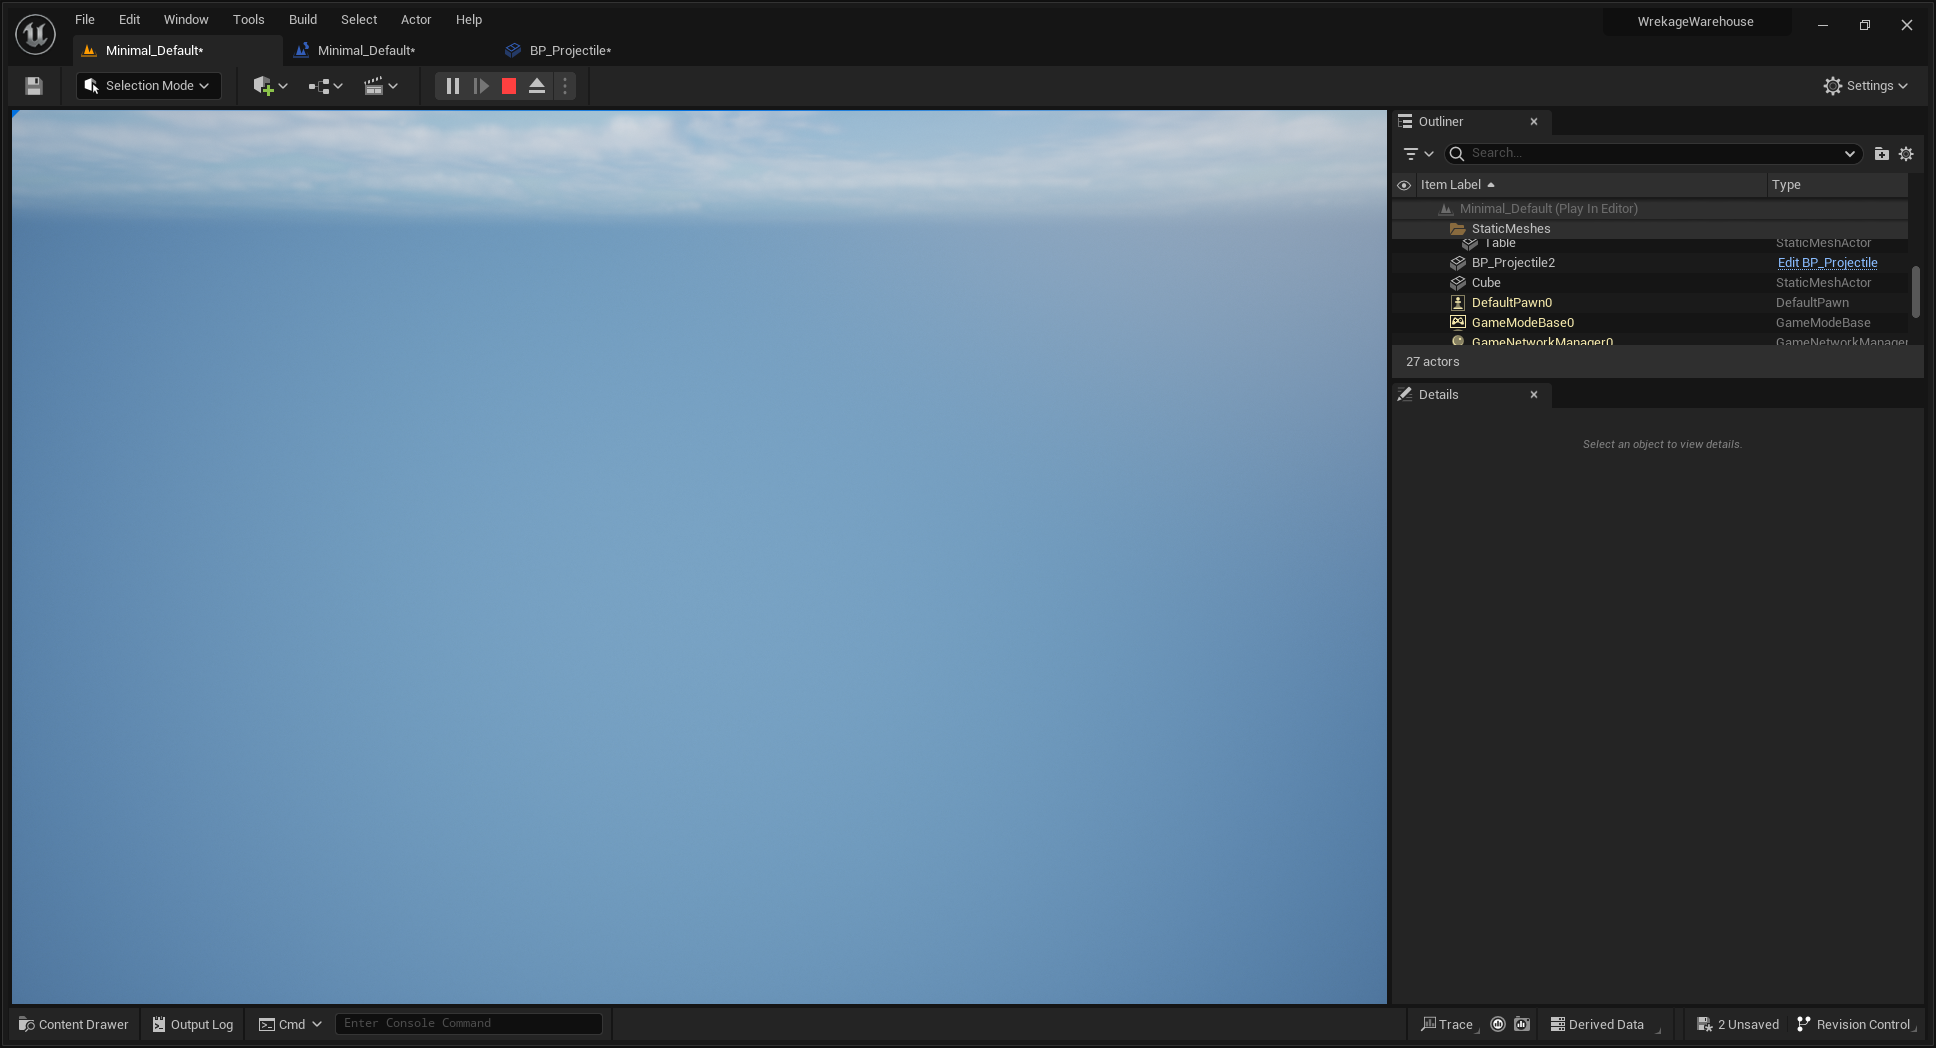 File Edit Window Tools Build Select Actor Help
WrekageWarehouse
Minimal_Default*
Minimal_Default*
BP_Projectile*
Selection Mode
Settings
Outliner
Search...
Item Label
Type
Minimal_Default (Play In Editor)
StaticMeshes
Table StaticMeshActor
BP_Projectile2 Edit BP_Projectile
Cube StaticMeshActor
DefaultPawn0 DefaultPawn
GameModeBase0 GameModeBase
GameNetworkManager0 GameNetworkManager
27 actors
Details
Select an object to view details.
Content Drawer
Output Log
Cmd
Enter Console Command
Trace
Derived Data
2 Unsaved
Revision Control